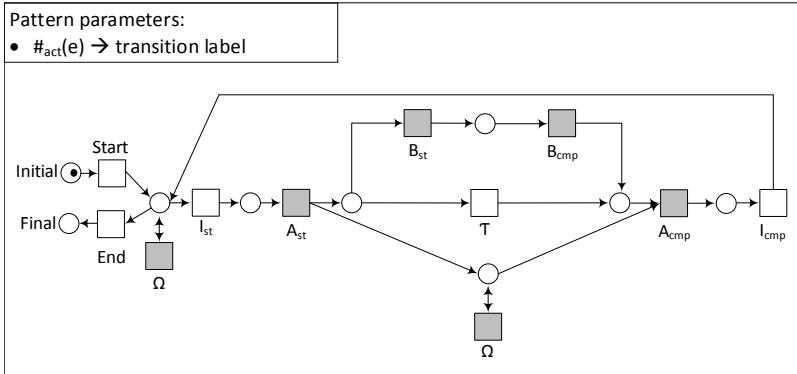 Pattern parameters:
• #act(e) → transition label
Start
Initial
Bst
Bcmp
Final
Ist
Ast
Τ
Acmp
Icmp
End
Ω
Ω